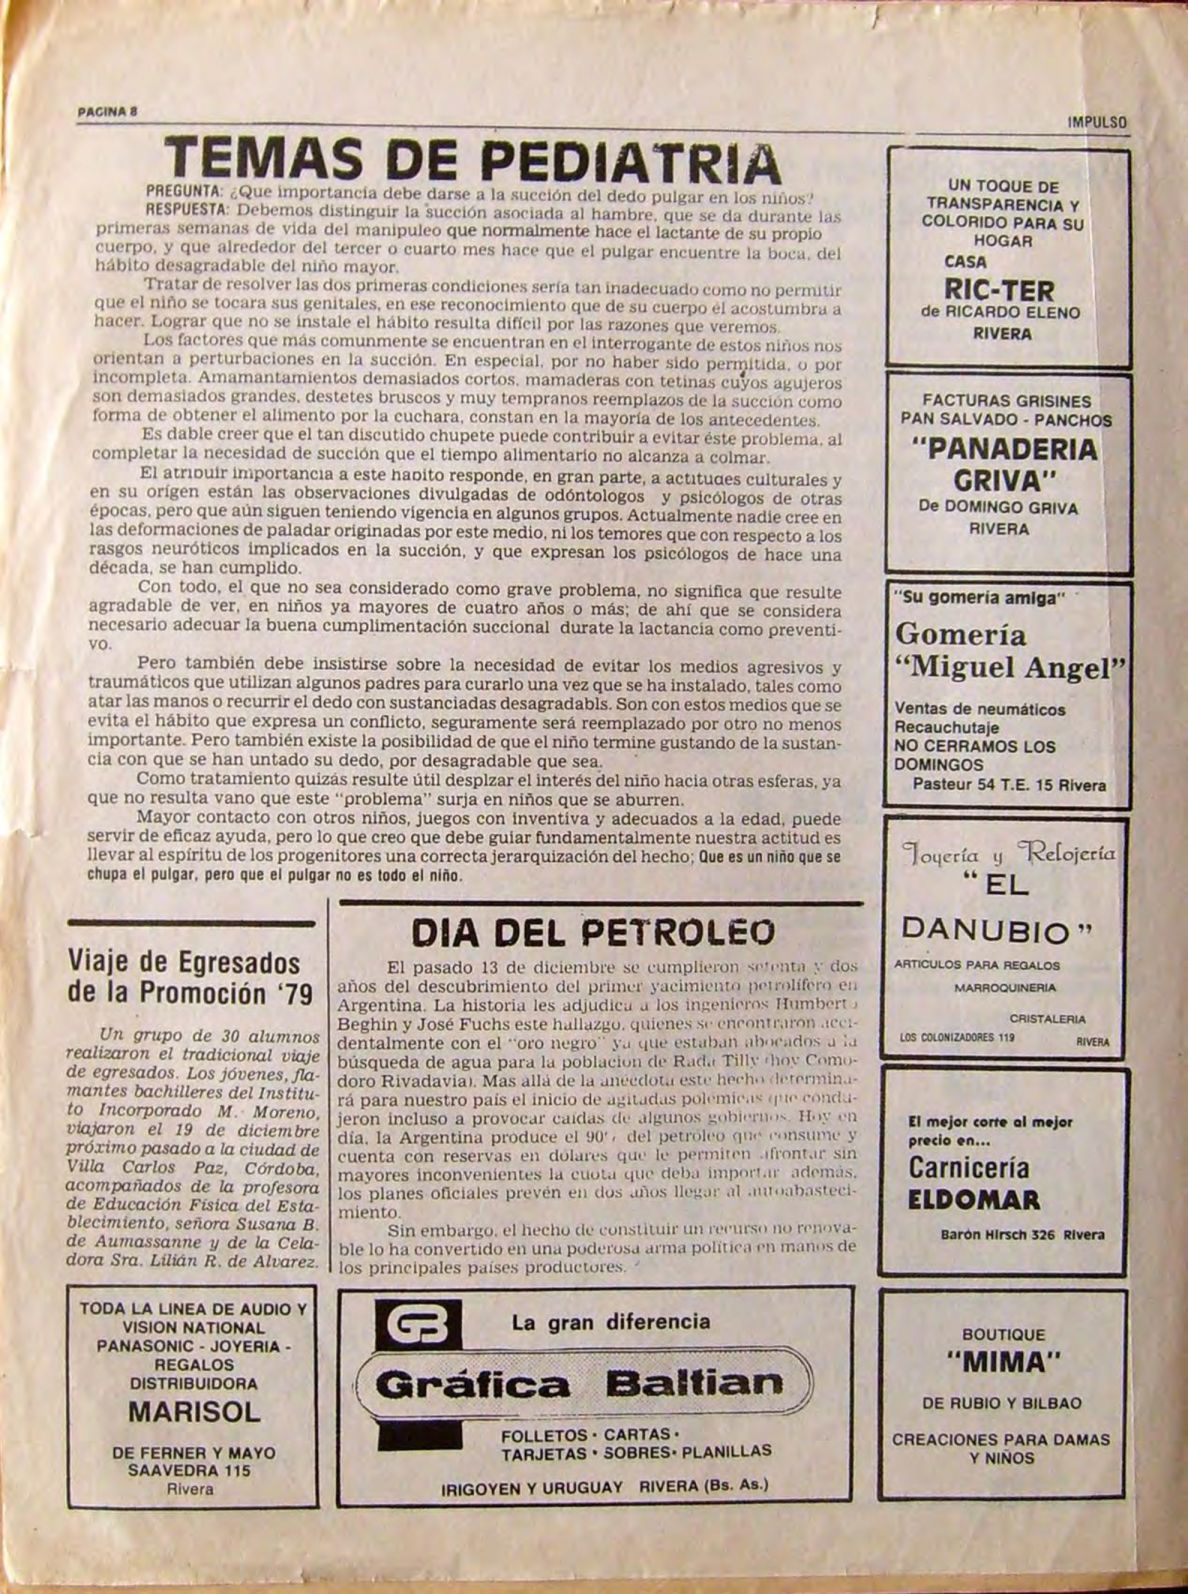 PAGINA 8
IMPULSO
TEMAS DE PEDIATRIA
PREGUNTA: ¿Que importancia debe darse a la succión del dedo pulgar en los niños?
RESPUESTA: Debemos distinguir la succión asociada al hambre, que se da durante las
primeras semanas de vida del manipuleo que normalmente hace el lactante de su propio
cuerpo, y que alrededor del tercer o cuarto mes hace que el pulgar encuentre la boca, del
hábito desagradable del niño mayor.
Tratar de resolver las dos primeras condiciones sería tan inadecuado como no permitir
que el niño se tocara sus genitales, en ese reconocimiento que de su cuerpo él acostumbra a
hacer. Lograr que no se instale el hábito resulta difícil por las razones que veremos.
Los factores que más comunmente se encuentran en el interrogante de estos niños nos
orientan a perturbaciones en la succión. En especial, por no haber sido permitida, o por
incompleta. Amamantamientos demasiados cortos, mamaderas con tetinas cuyos agujeros
son demasiados grandes, destetes bruscos y muy tempranos reemplazos de la succión como
forma de obtener el alimento por la cuchara, constan en la mayoría de los antecedentes.
Es dable creer que el tan discutido chupete puede contribuir a evitar éste problema, al
completar la necesidad de succión que el tiempo alimentario no alcanza a colmar.
El atribuir importancia a este habito responde, en gran parte, a actitudes culturales y
en su orígen están las observaciones divulgadas de odóntologos y psicólogos de otras
épocas, pero que aún siguen teniendo vigencia en algunos grupos. Actualmente nadie cree en
las deformaciones de paladar originadas por este medio, ni los temores que con respecto a los
rasgos neuróticos implicados en la succión, y que expresan los psicólogos de hace una
década, se han cumplido.
Con todo, el que no sea considerado como grave problema, no significa que resulte
agradable de ver, en niños ya mayores de cuatro años o más; de ahí que se considera
necesario adecuar la buena cumplimentación succional durate la lactancia como preventi-
vo.
Pero también debe insistirse sobre la necesidad de evitar los medios agresivos y
traumáticos que utilizan algunos padres para curarlo una vez que se ha instalado, tales como
atar las manos o recurrir el dedo con sustanciadas desagradabls. Son con estos medios que se
evita el hábito que expresa un conflicto, seguramente será reemplazado por otro no menos
importante. Pero también existe la posibilidad de que el niño termine gustando de la sustan-
cia con que se han untado su dedo, por desagradable que sea.
Como tratamiento quizás resulte útil desplzar el interés del niño hacia otras esferas, ya
que no resulta vano que este "problema" surja en niños que se aburren.
Mayor contacto con otros niños, juegos con inventiva y adecuados a la edad, puede
servir de eficaz ayuda, pero lo que creo que debe guiar fundamentalmente nuestra actitud es
llevar al espíritu de los progenitores una correcta jerarquización del hecho; Que es un niño que se
chupa el pulgar, pero que el pulgar no es todo el niño.
Viaje de Egresados
de la Promoción '79
Un grupo de 30 alumnos
realizaron el tradicional viaje
de egresados. Los jóvenes, fla-
mantes bachilleres del Institu-
to Incorporado M. Moreno,
viajaron el 19 de diciembre
próximo pasado a la ciudad de
Villa Carlos Paz, Córdoba,
acompañados de la profesora
de Educación Física del Esta-
blecimiento, señora Susana B.
de Aumassanne y de la Cela-
dora Sra. Lilián R. de Alvarez.
DIA DEL PETROLEO
El pasado 13 de diciembre se cumplieron setenta y dos
años del descubrimiento del primer yacimiento petrolífero en
Argentina. La historia les adjudica a los ingenieros Humberto
Beghin y José Fuchs este hallazgo, quienes se encontraron acci-
dentalmente con el "oro negro" ya que estaban abocados a la
búsqueda de agua para la poblacion de Rada Tilly (hoy Como-
doro Rivadavia). Mas allá de la anécdota este hecho determina-
rá para nuestro país el inicio de agitadas polemicas que condu-
jeron incluso a provocar caídas de algunos gobiernos. Hoy en
día, la Argentina produce el 90% del petróleo que consume y
cuenta con reservas en dólares que le permiten afrontar sin
mayores inconvenientes la cuota que deba importar además,
los planes oficiales prevén en dos años llegar al autoabasteci-
miento.
Sin embargo, el hecho de constituir un recurso no renova-
ble lo ha convertido en una poderosa arma política en manos de
los principales países productores.
UN TOQUE DE
TRANSPARENCIA Y
COLORIDO PARA SU
HOGAR
CASA
RIC-TER
de RICARDO ELENO
RIVERA
FACTURAS GRISINES
PAN SALVADO - PANCHOS
"PANADERIA
GRIVA"
De DOMINGO GRIVA
RIVERA
"Su gomería amiga"
Gomería
"Miguel Angel"
Ventas de neumáticos
Recauchutaje
NO CERRAMOS LOS
DOMINGOS
Pasteur 54 T.E. 15 Rivera
Joyería y Relojería
"EL
DANUBIO"
ARTICULOS PARA REGALOS
MARROQUINERIA
CRISTALERIA
LOS COLONIZADORES 119 RIVERA
El mejor corte al mejor
precio en...
Carnicería
ELDOMAR
Barón Hirsch 326 Rivera
BOUTIQUE
"MIMA"
DE RUBIO Y BILBAO
CREACIONES PARA DAMAS
Y NIÑOS
TODA LA LINEA DE AUDIO Y
VISION NATIONAL
PANASONIC - JOYERIA -
REGALOS
DISTRIBUIDORA
MARISOL
DE FERNER Y MAYO
SAAVEDRA 115
Rivera
GB
La gran diferencia
Gráfica Baltian
FOLLETOS · CARTAS ·
TARJETAS · SOBRES · PLANILLAS
IRIGOYEN Y URUGUAY RIVERA (Bs. As.)